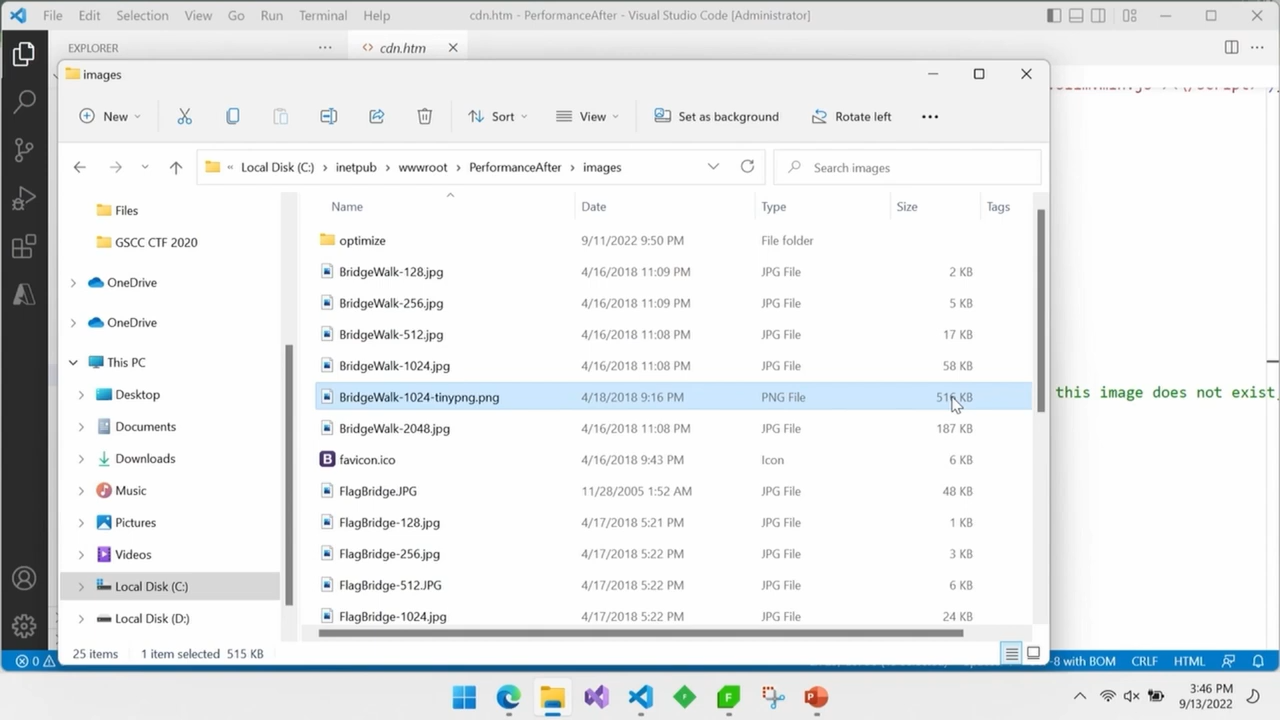 File Edit Selection View Go Run Terminal Help cdn.htm - PerformanceAfter - Visual Studio Code [Administrator]
EXPLORER ··· <> cdn.htm
images
New Sort View Set as background Rotate left
« Local Disk (C:) › inetpub › wwwroot › PerformanceAfter › images Search images
Files
GSCC CTF 2020
OneDrive
OneDrive
This PC
Desktop
Documents
Downloads
Music
Pictures
Videos
Local Disk (C:)
Local Disk (D:)
Name Date Type Size Tags
optimize 9/11/2022 9:50 PM File folder
BridgeWalk-128.jpg 4/16/2018 11:09 PM JPG File 2 KB
BridgeWalk-256.jpg 4/16/2018 11:09 PM JPG File 5 KB
BridgeWalk-512.jpg 4/16/2018 11:08 PM JPG File 17 KB
BridgeWalk-1024.jpg 4/16/2018 11:08 PM JPG File 58 KB
BridgeWalk-1024-tinypng.png 4/18/2018 9:16 PM PNG File 516 KB
BridgeWalk-2048.jpg 4/16/2018 11:08 PM JPG File 187 KB
favicon.ico 4/16/2018 9:43 PM Icon 6 KB
FlagBridge.JPG 11/28/2005 1:52 AM JPG File 48 KB
FlagBridge-128.jpg 4/17/2018 5:21 PM JPG File 1 KB
FlagBridge-256.jpg 4/17/2018 5:22 PM JPG File 3 KB
FlagBridge-512.JPG 4/17/2018 5:22 PM JPG File 6 KB
FlagBridge-1024.jpg 4/17/2018 5:22 PM JPG File 24 KB
this image does not exist
25 items 1 item selected 515 KB
0 with BOM CRLF HTML
3:46 PM
9/13/2022